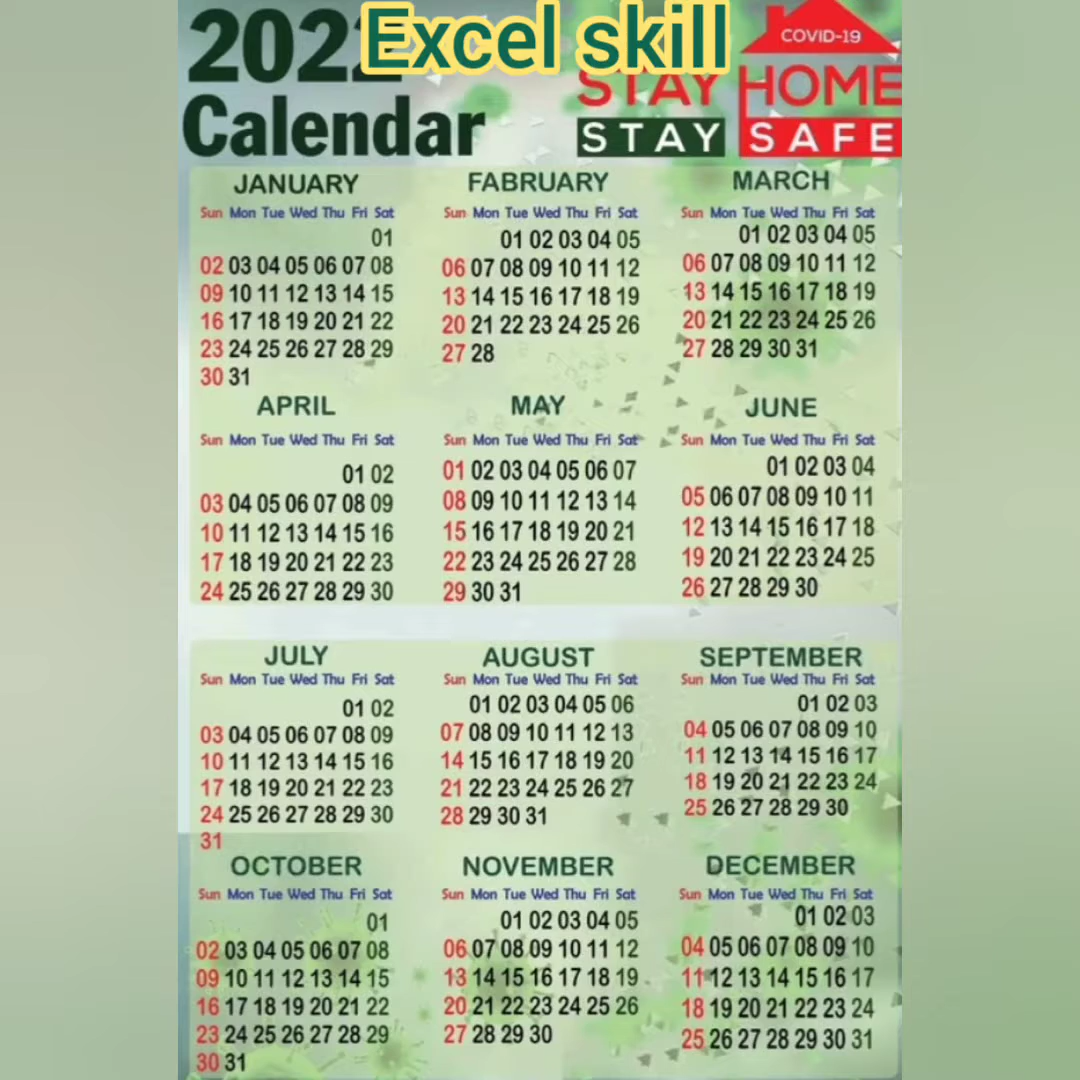 Excel skill
2022
Calendar
COVID-19
STAY HOME
STAY SAFE
JANUARY
Sun Mon Tue Wed Thu Fri Sat
01
02 03 04 05 06 07 08
09 10 11 12 13 14 15
16 17 18 19 20 21 22
23 24 25 26 27 28 29
30 31
FABRUARY
Sun Mon Tue Wed Thu Fri Sat
01 02 03 04 05
06 07 08 09 10 11 12
13 14 15 16 17 18 19
20 21 22 23 24 25 26
27 28
MARCH
Sun Mon Tue Wed Thu Fri Sat
01 02 03 04 05
06 07 08 09 10 11 12
13 14 15 16 17 18 19
20 21 22 23 24 25 26
27 28 29 30 31
APRIL
Sun Mon Tue Wed Thu Fri Sat
01 02
03 04 05 06 07 08 09
10 11 12 13 14 15 16
17 18 19 20 21 22 23
24 25 26 27 28 29 30
MAY
Sun Mon Tue Wed Thu Fri Sat
01 02 03 04 05 06 07
08 09 10 11 12 13 14
15 16 17 18 19 20 21
22 23 24 25 26 27 28
29 30 31
JUNE
Sun Mon Tue Wed Thu Fri Sat
01 02 03 04
05 06 07 08 09 10 11
12 13 14 15 16 17 18
19 20 21 22 23 24 25
26 27 28 29 30
JULY
Sun Mon Tue Wed Thu Fri Sat
01 02
03 04 05 06 07 08 09
10 11 12 13 14 15 16
17 18 19 20 21 22 23
24 25 26 27 28 29 30
31
AUGUST
Sun Mon Tue Wed Thu Fri Sat
01 02 03 04 05 06
07 08 09 10 11 12 13
14 15 16 17 18 19 20
21 22 23 24 25 26 27
28 29 30 31
SEPTEMBER
Sun Mon Tue Wed Thu Fri Sat
01 02 03
04 05 06 07 08 09 10
11 12 13 14 15 16 17
18 19 20 21 22 23 24
25 26 27 28 29 30
OCTOBER
Sun Mon Tue Wed Thu Fri Sat
01
02 03 04 05 06 07 08
09 10 11 12 13 14 15
16 17 18 19 20 21 22
23 24 25 26 27 28 29
30 31
NOVEMBER
Sun Mon Tue Wed Thu Fri Sat
01 02 03 04 05
06 07 08 09 10 11 12
13 14 15 16 17 18 19
20 21 22 23 24 25 26
27 28 29 30
DECEMBER
Sun Mon Tue Wed Thu Fri Sat
01 02 03
04 05 06 07 08 09 10
11 12 13 14 15 16 17
18 19 20 21 22 23 24
25 26 27 28 29 30 31